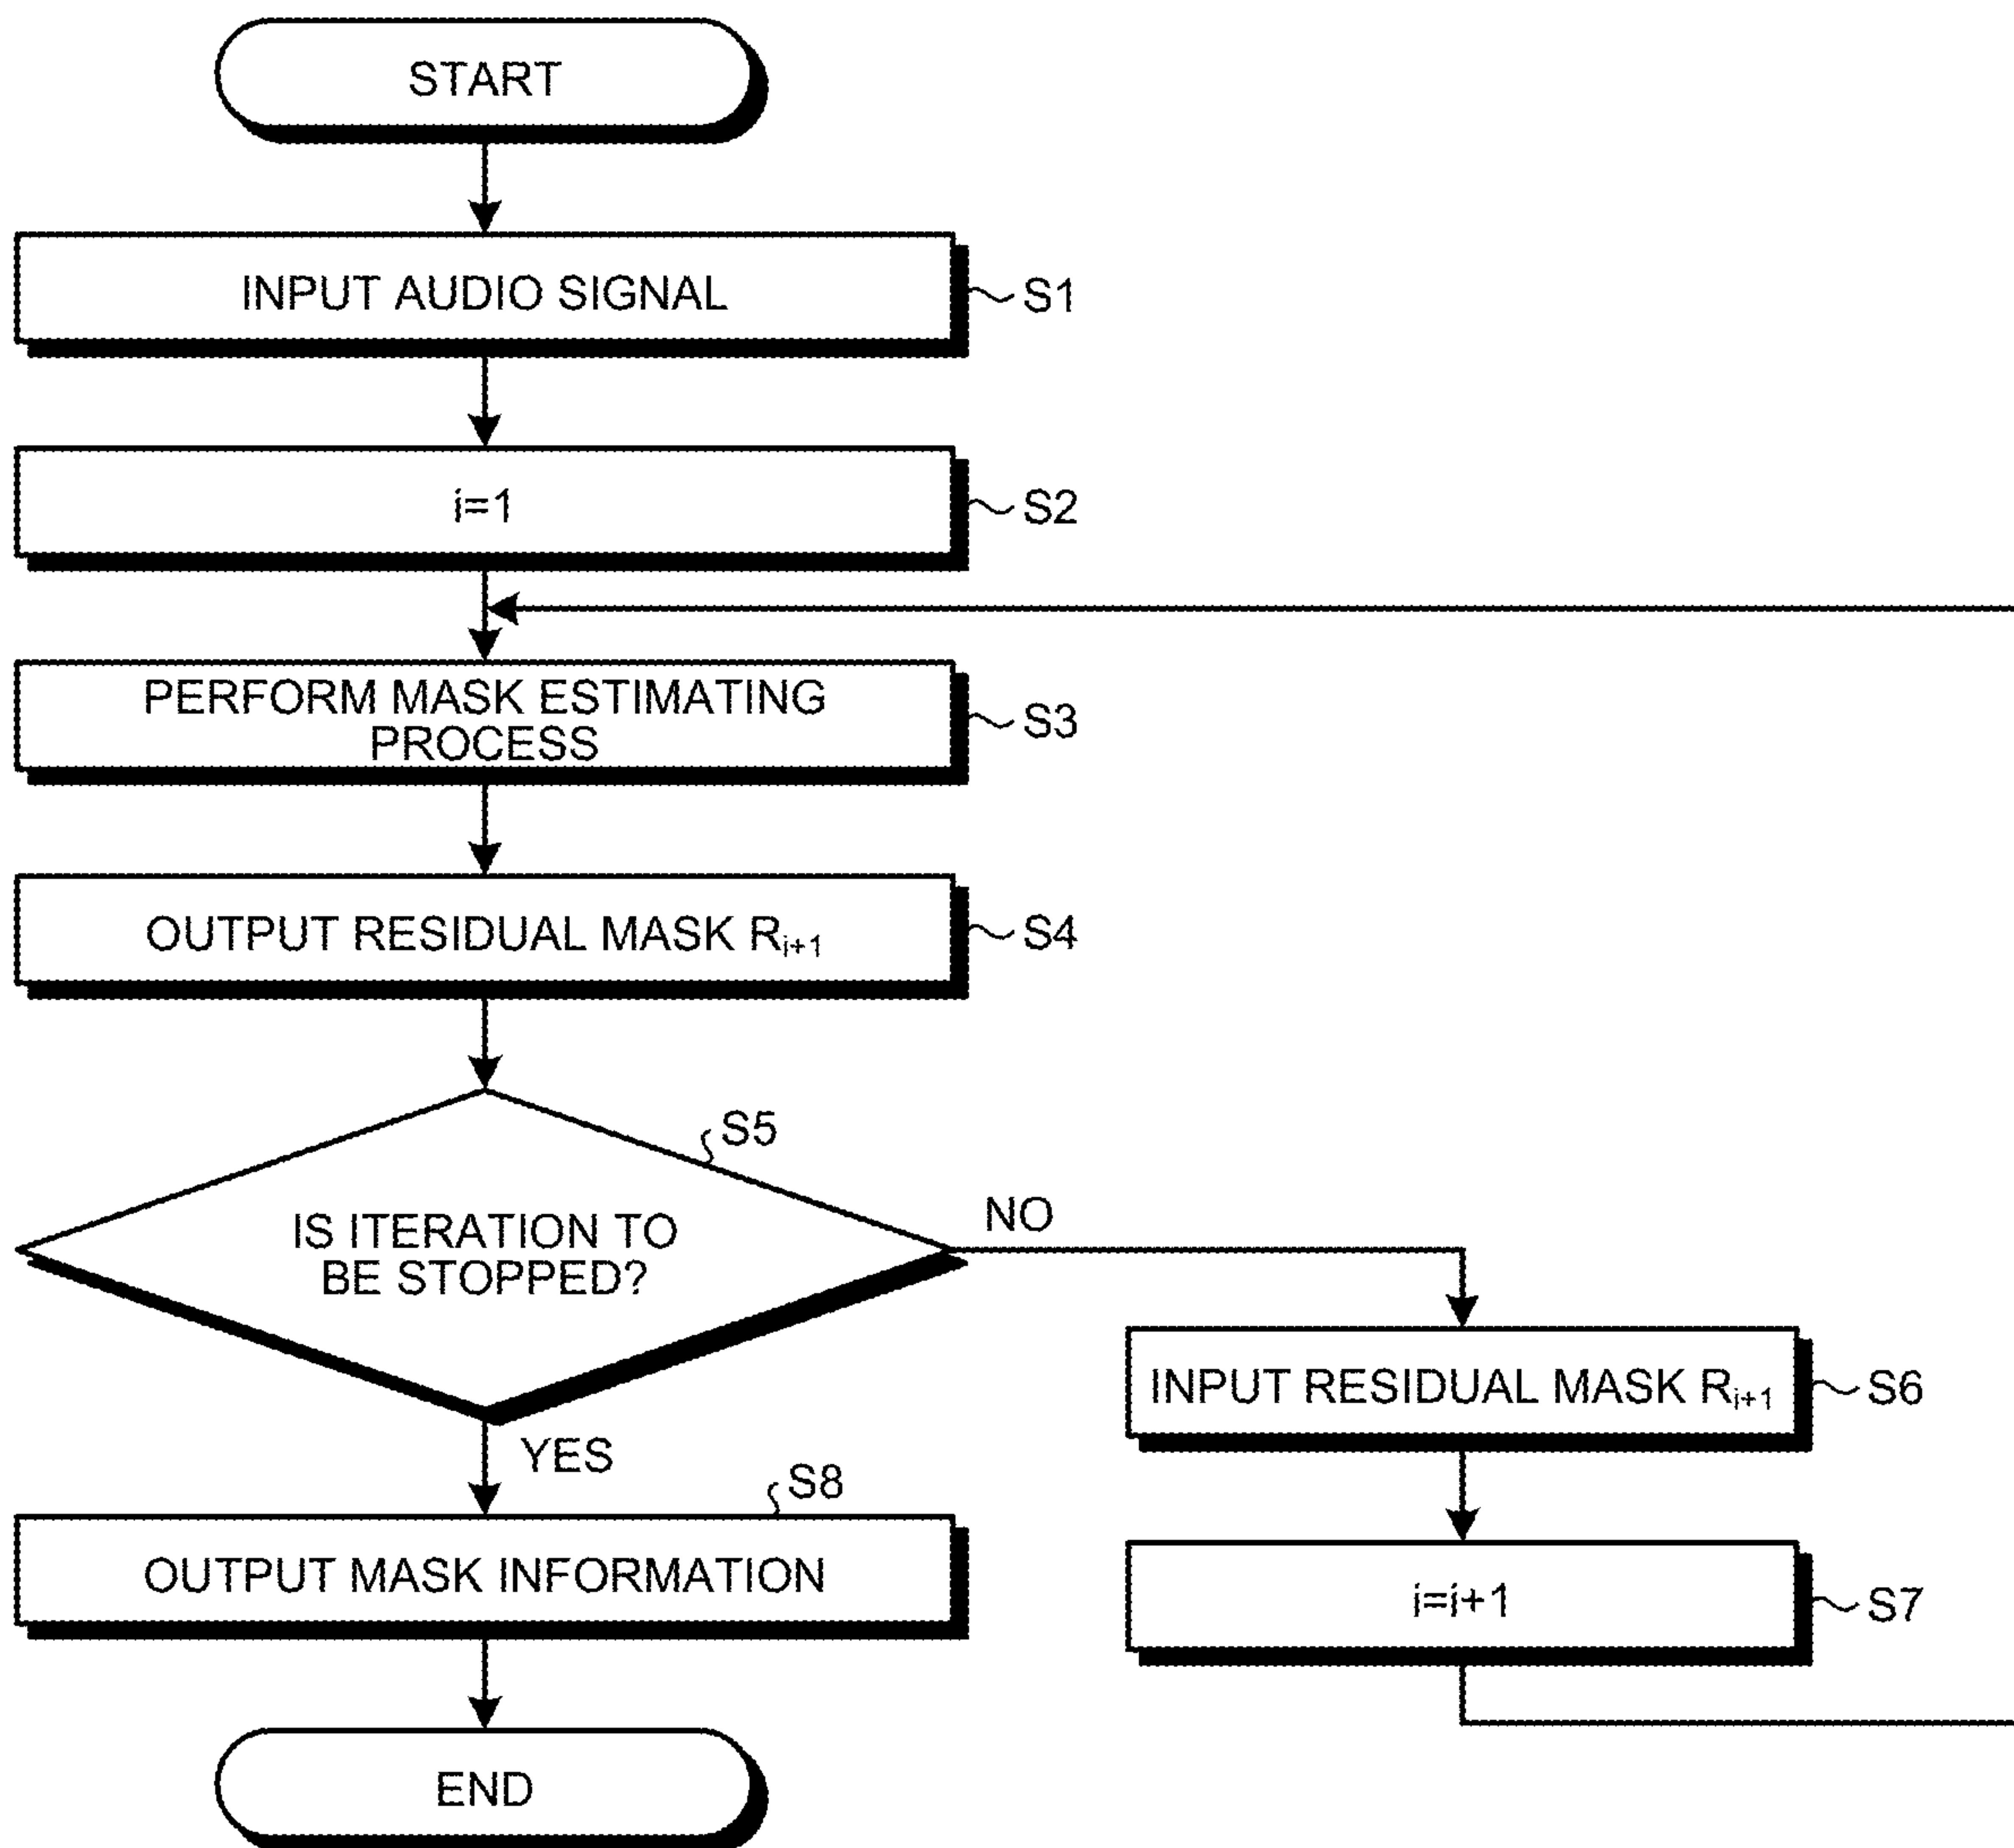 START
INPUT AUDIO SIGNAL
S1
i=1
S2
PERFORM MASK ESTIMATING
PROCESS
S3
OUTPUT RESIDUAL MASK Ri+1
S4
S5
IS ITERATION TO
BE STOPPED?
NO
INPUT RESIDUAL MASK Ri+1
S6
YES
S8
OUTPUT MASK INFORMATION
i=i+1
S7
END